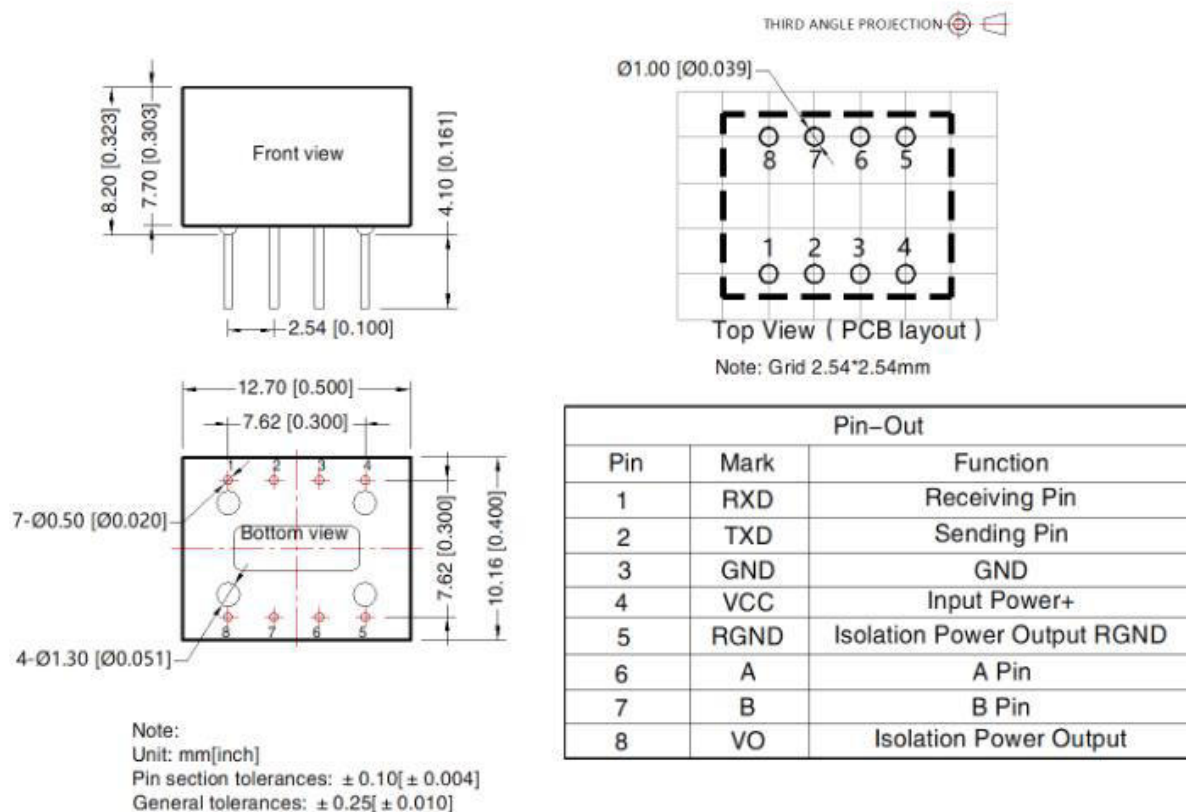 THIRD ANGLE PROJECTION
8.20 [0.323]
7.70 [0.303]
Front view
4.10 [0.161]
2.54 [0.100]
Ø1.00 [Ø0.039]
8 7 6 5
1 2 3 4
Top View ( PCB layout )
Note: Grid 2.54*2.54mm
12.70 [0.500]
7.62 [0.300]
1 2 3 4
7-Ø0.50 [Ø0.020]
Bottom view
7.62 [0.300]
10.16 [0.400]
8 7 6 5
4-Ø1.30 [Ø0.051]
Note:
Unit: mm[inch]
Pin section tolerances: ± 0.10[ ± 0.004]
General tolerances: ± 0.25[ ± 0.010]
Pin–Out
Pin Mark Function
1 RXD Receiving Pin
2 TXD Sending Pin
3 GND GND
4 VCC Input Power+
5 RGND Isolation Power Output RGND
6 A A Pin
7 B B Pin
8 VO Isolation Power Output